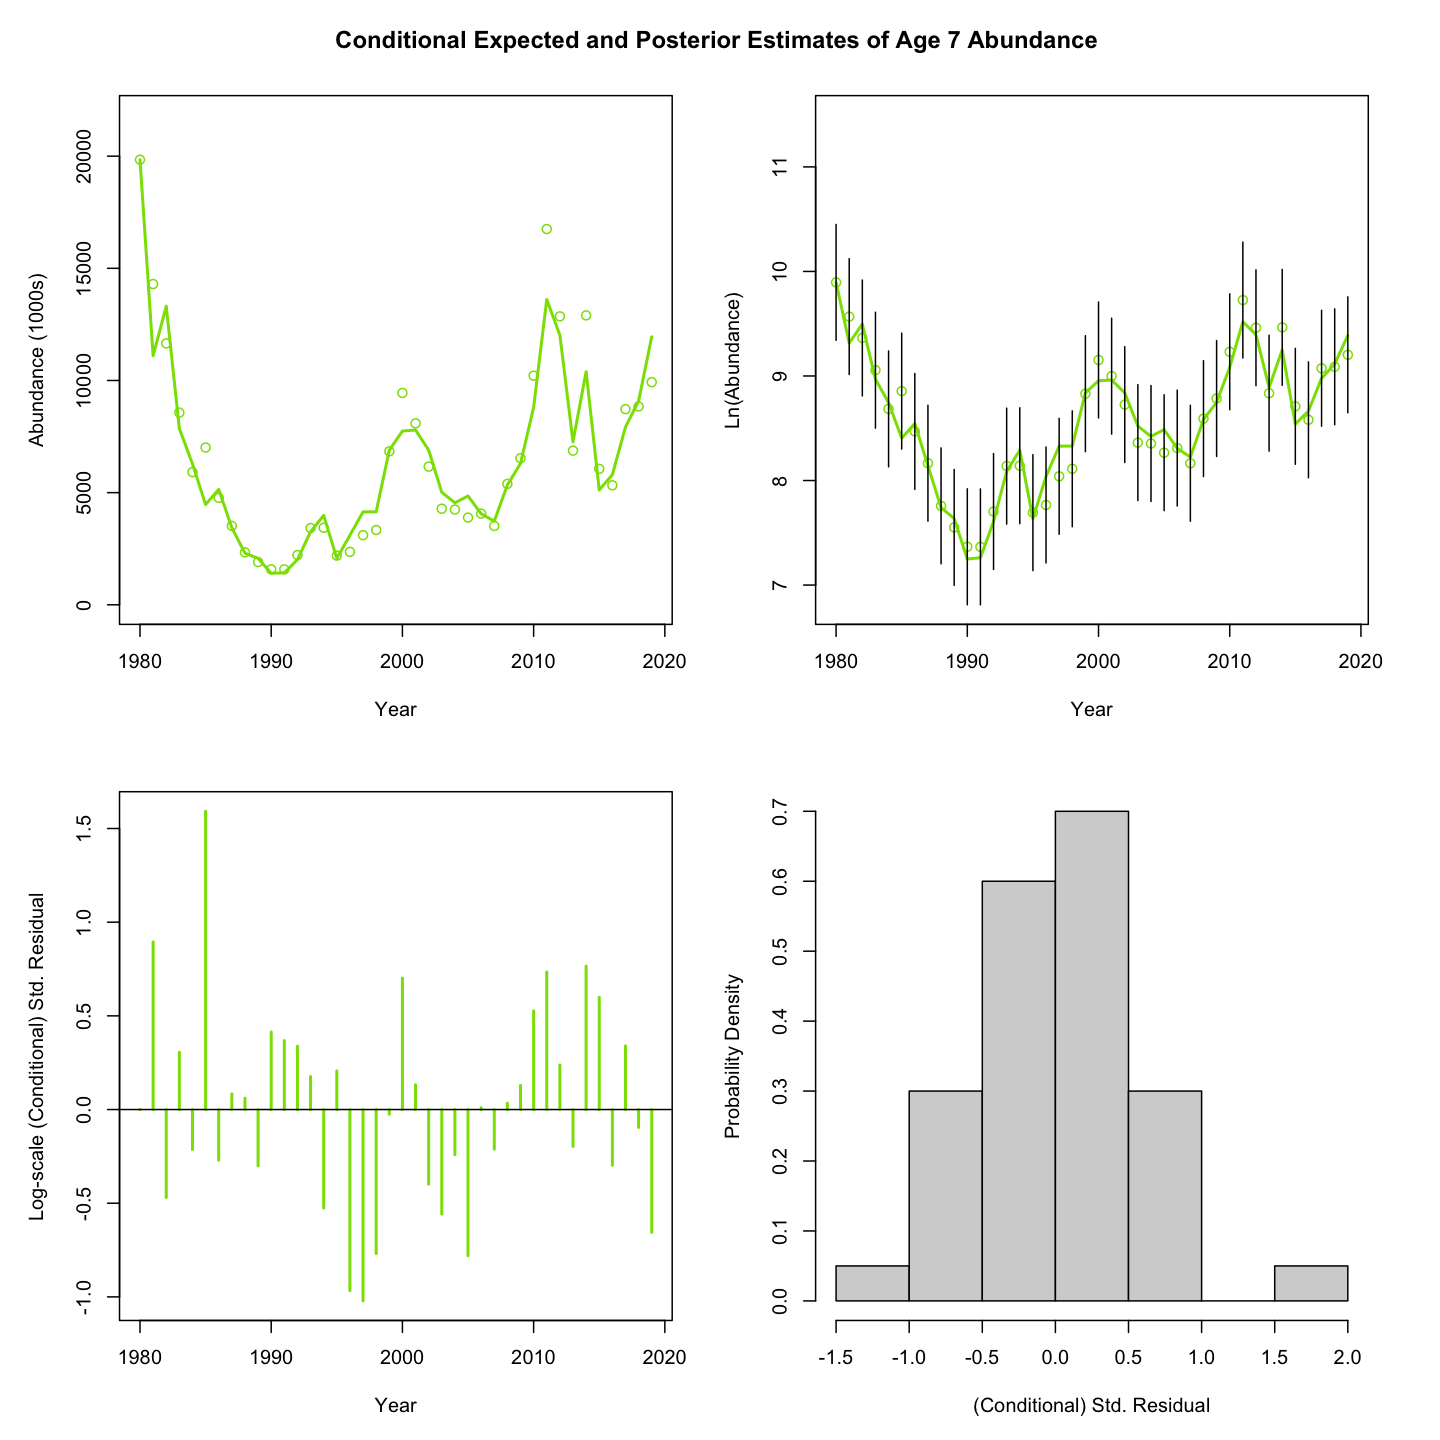 Conditional Expected and Posterior Estimates of Age 7 Abundance
Abundance (1000s)
20000
15000
10000
5000
0
1980 1990 2000 2010 2020
Year
Ln(Abundance)
11
10
9
8
7
1980 1990 2000 2010 2020
Year
Log-scale (Conditional) Std. Residual
1.5
1.0
0.5
0.0
-0.5
-1.0
1980 1990 2000 2010 2020
Year
Probability Density
0.7
0.6
0.5
0.4
0.3
0.2
0.1
0.0
-1.5 -1.0 -0.5 0.0 0.5 1.0 1.5 2.0
(Conditional) Std. Residual